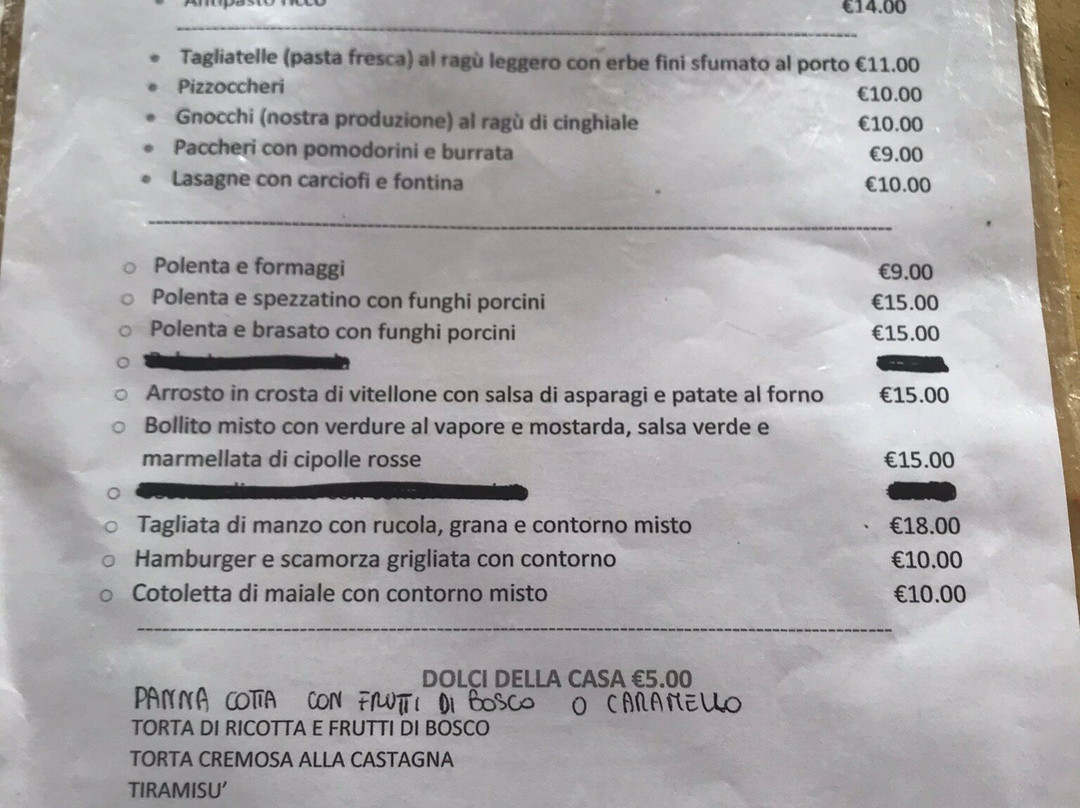 Antipasto ricco €14.00
Tagliatelle (pasta fresca) al ragù leggero con erbe fini sfumato al porto €11.00
Pizzoccheri €10.00
Gnocchi (nostra produzione) al ragù di cinghiale €10.00
Paccheri con pomodorini e burrata €9.00
Lasagne con carciofi e fontina €10.00
Polenta e formaggi €9.00
Polenta e spezzatino con funghi porcini €15.00
Polenta e brasato con funghi porcini €15.00
Arrosto in crosta di vitellone con salsa di asparagi e patate al forno €15.00
Bollito misto con verdure al vapore e mostarda, salsa verde e
marmellata di cipolle rosse €15.00
Tagliata di manzo con rucola, grana e contorno misto €18.00
Hamburger e scamorza grigliata con contorno €10.00
Cotoletta di maiale con contorno misto €10.00
DOLCI DELLA CASA €5.00
PANNA COTTA CON FRUTTI DI BOSCO O CARAMELLO
TORTA DI RICOTTA E FRUTTI DI BOSCO
TORTA CREMOSA ALLA CASTAGNA
TIRAMISU'